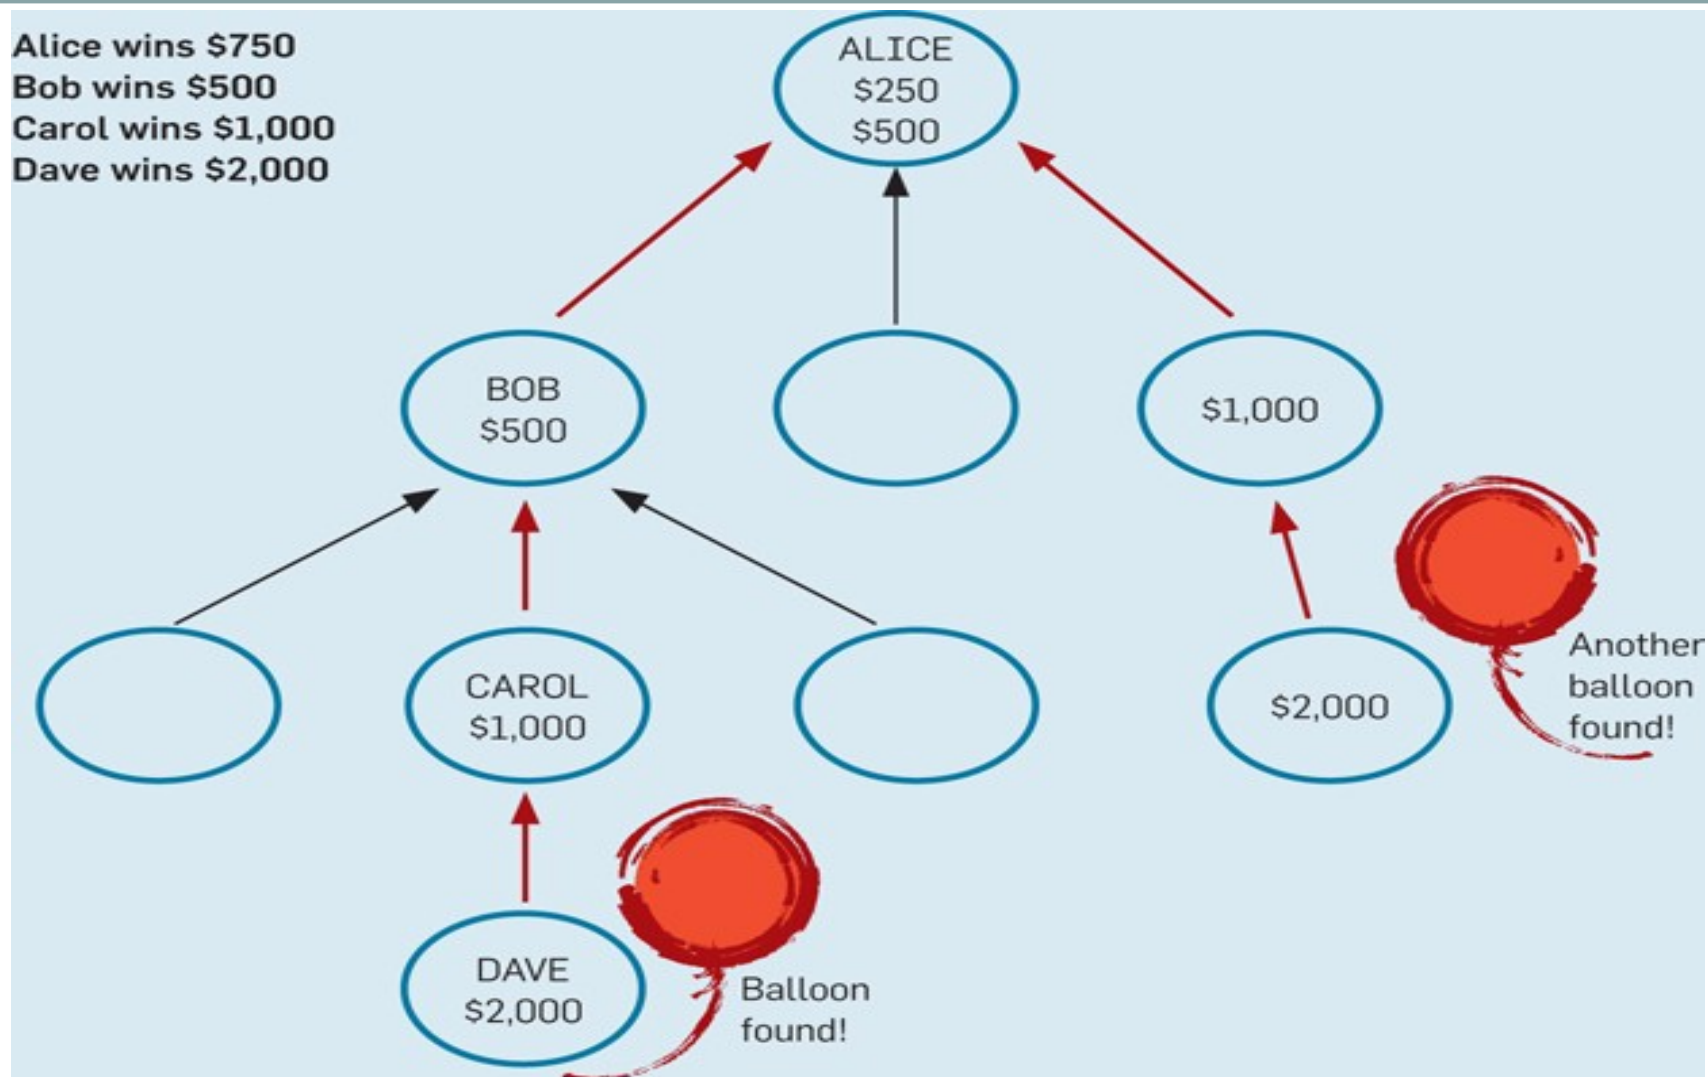 Alice wins $750
Bob wins $500
Carol wins $1,000
Dave wins $2,000
ALICE
$250
$500
BOB
$500
$1,000
CAROL
$1,000
$2,000
Another
balloon
found!
DAVE
$2,000
Balloon
found!